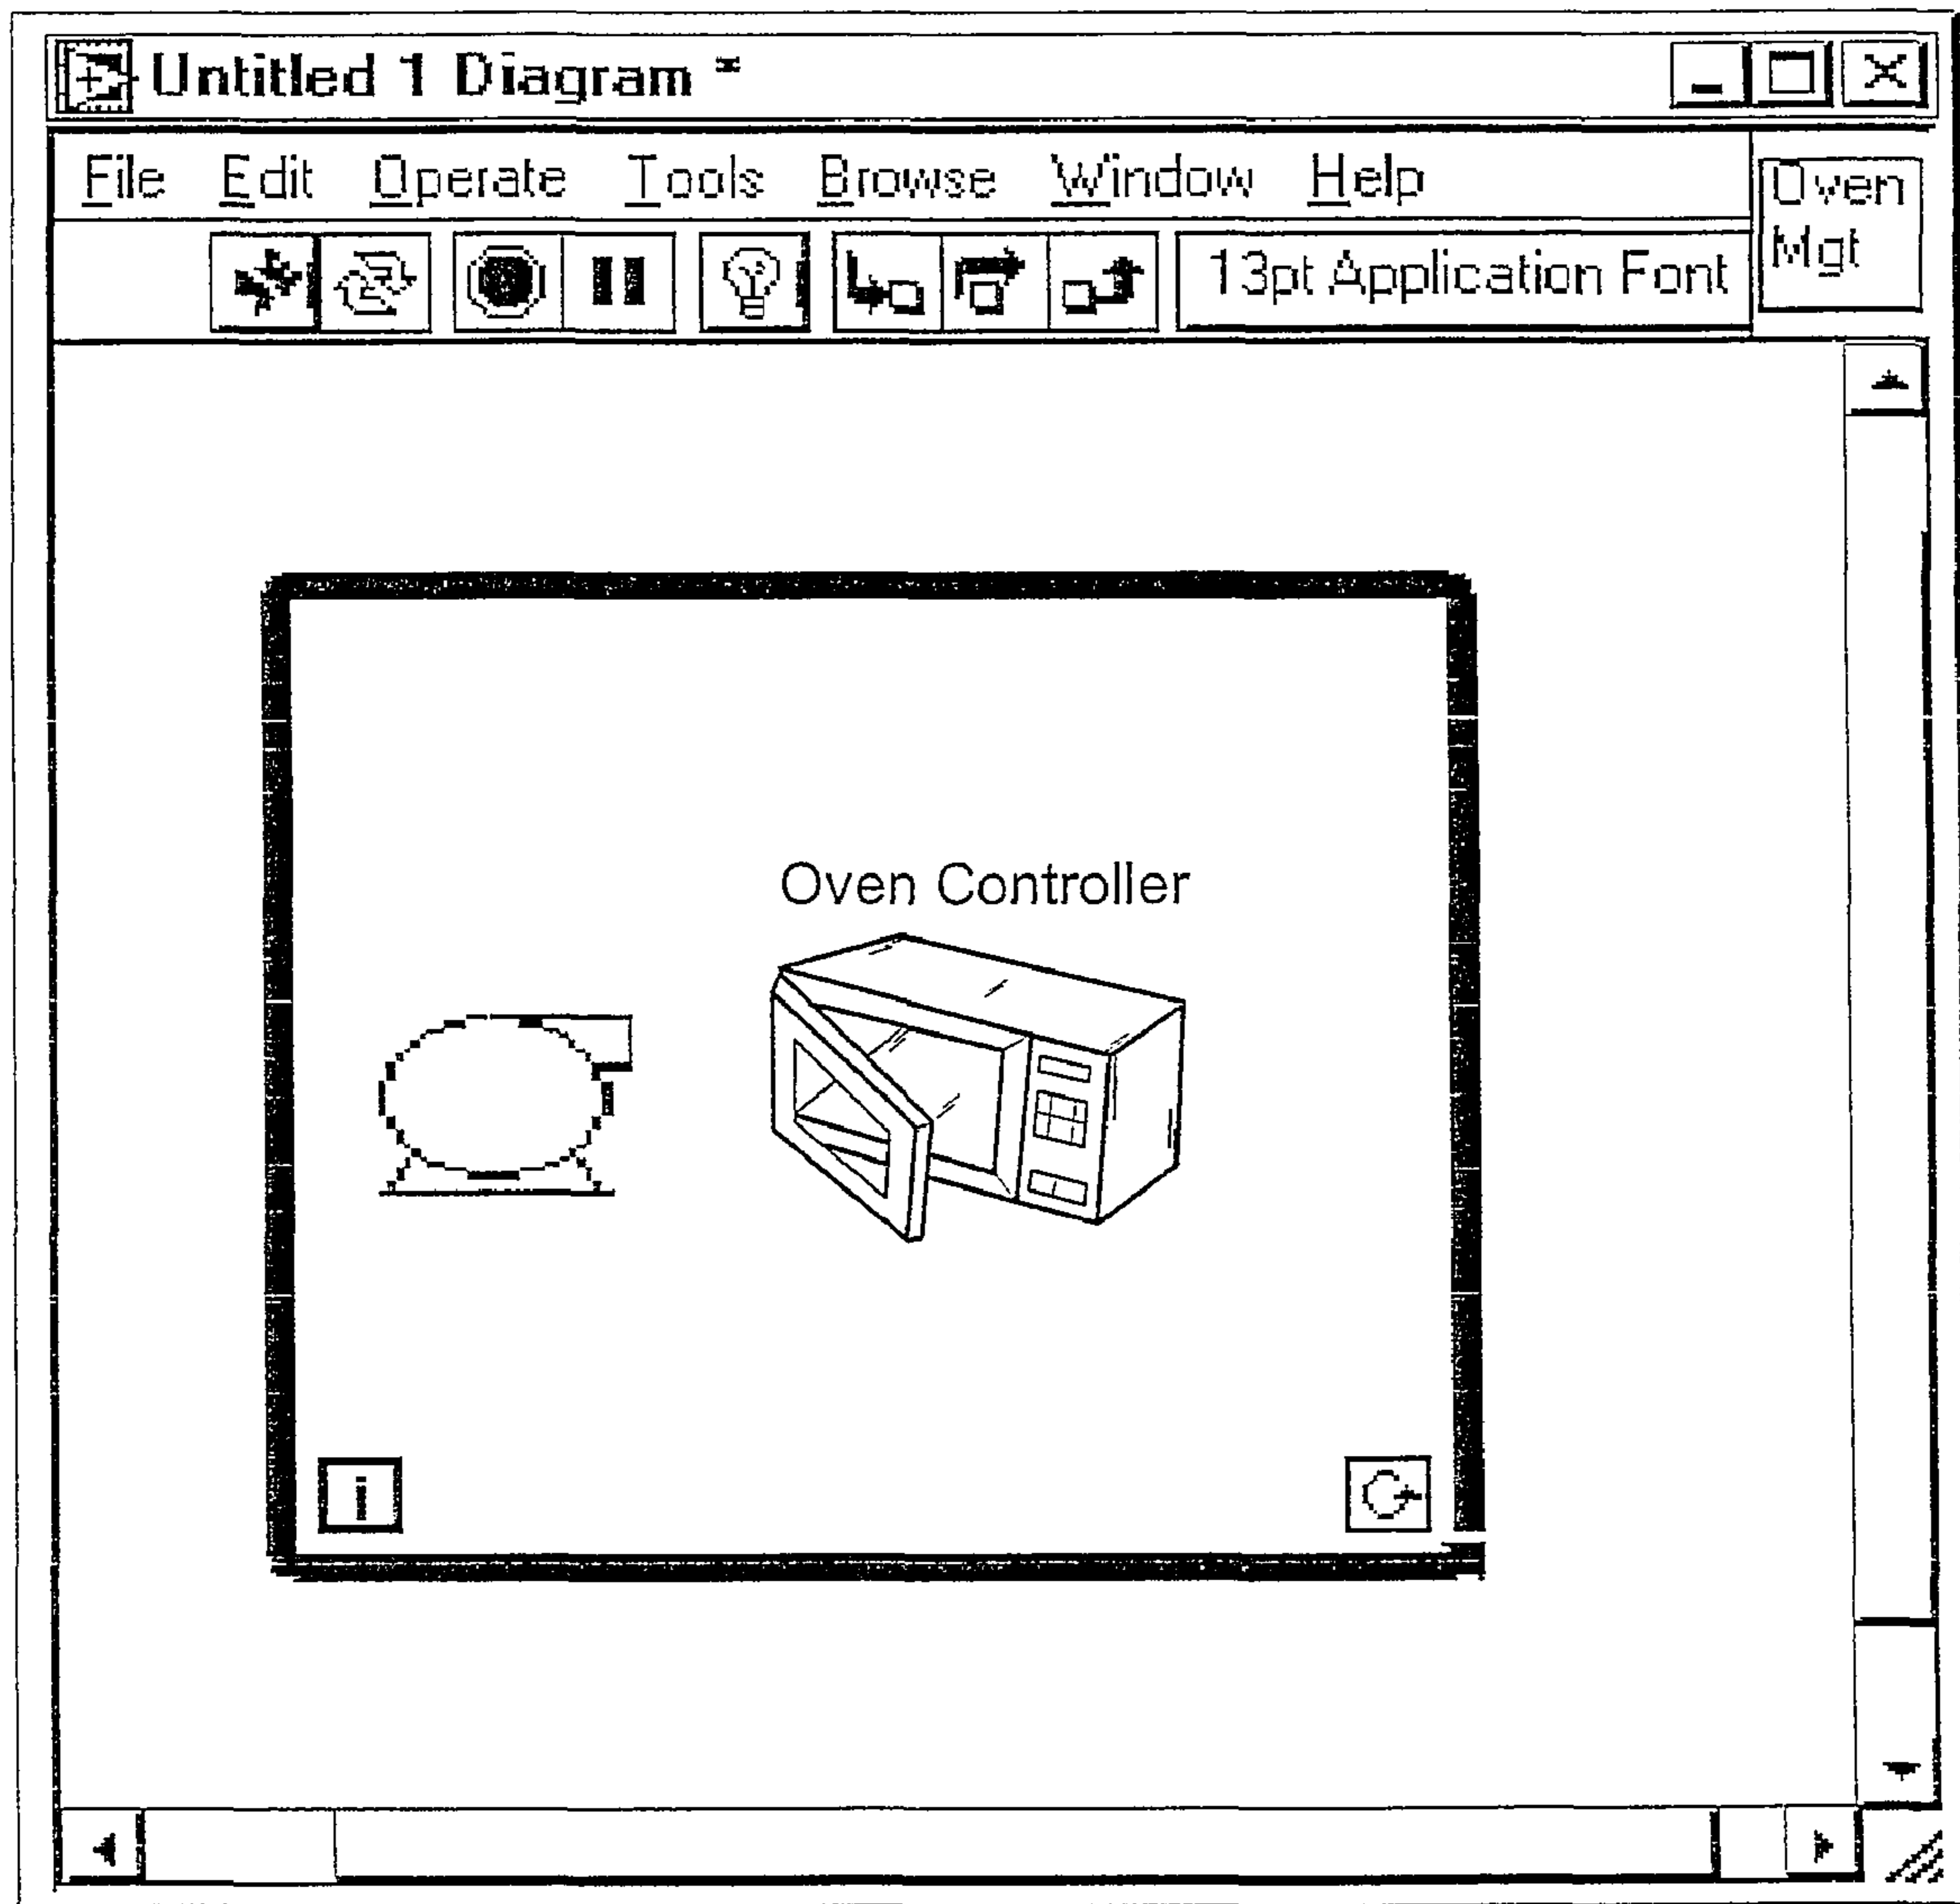 Untitled 1 Diagram *
File Edit Operate Tools Browse Window Help
Oven
Mgt
13pt Application Font
Oven Controller
i